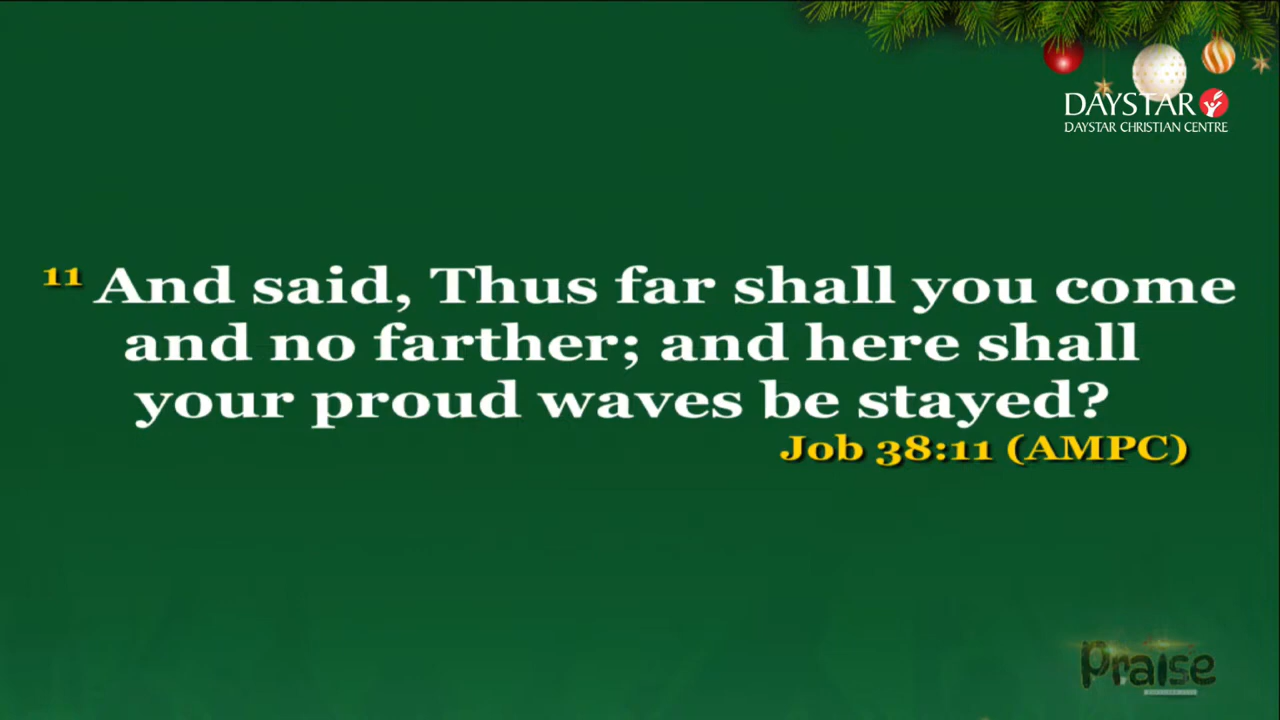 DAYSTAR
DAYSTAR CHRISTIAN CENTRE
11 And said, Thus far shall you come
and no farther; and here shall
your proud waves be stayed?
Job 38:11 (AMPC)
Praise